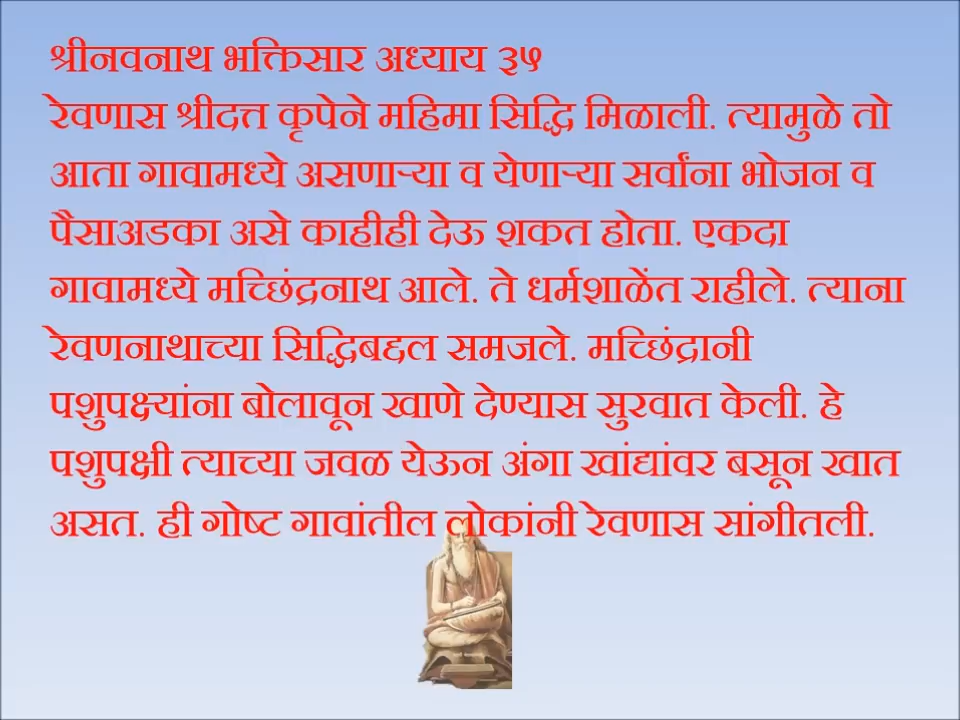 श्रीनवनाथ भक्तिसार अध्याय ३५
रेवणास श्रीदत्त कृपेने महिमा सिद्धि मिळाली. त्यामुळे तो
आता गावामध्ये असणाऱ्या व येणाऱ्या सर्वांना भोजन व
पैसाअडका असे काहीही देऊ शकत होता. एकदा
गावामध्ये मच्छिंद्रनाथ आले. ते धर्मशाळेंत राहीले. त्याना
रेवणनाथाच्या सिद्धिबद्दल समजले. मच्छिंद्रानी
पशुपक्ष्यांना बोलावून खाणे देण्यास सुरवात केली. हे
पशुपक्षी त्याच्या जवळ येऊन अंगा खांद्यांवर बसून खात
असत. ही गोष्ट गावांतील लोकांनी रेवणास सांगीतली.